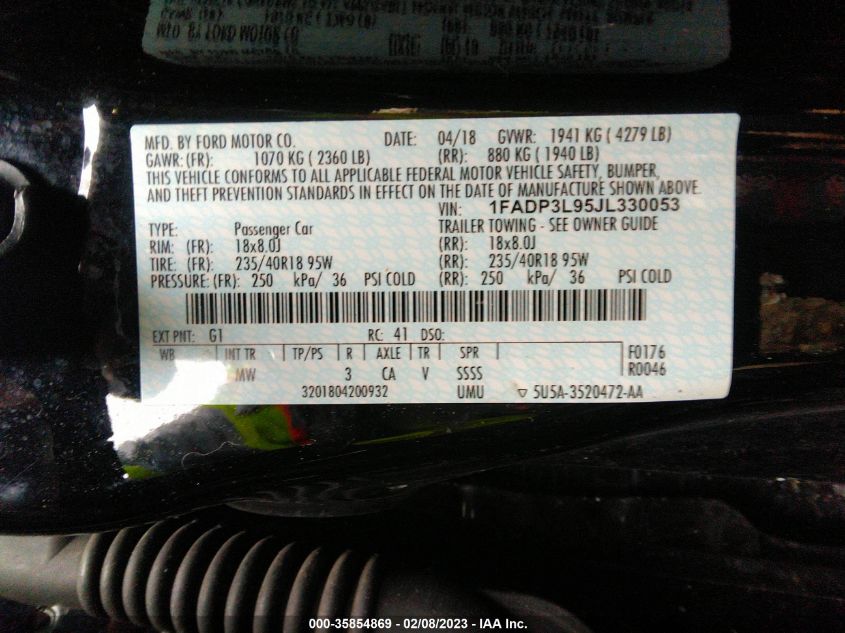 MFD. BY FORD MOTOR CO. DATE: 04/18 GVWR: 1941 KG ( 4279 LB)
GAWR:(FR): 1070 KG ( 2360 LB) (RR): 880 KG ( 1940 LB)
THIS VEHICLE CONFORMS TO ALL APPLICABLE FEDERAL MOTOR VEHICLE SAFETY, BUMPER,
AND THEFT PREVENTION STANDARDS IN EFFECT ON THE DATE OF MANUFACTURE SHOWN ABOVE.
VIN: 1FADP3L95JL330053
TYPE: Passenger Car TRAILER TOWING - SEE OWNER GUIDE
RIM: (FR): 18x8.0J (RR): 18x8.0J
TIRE: (FR): 235/40R18 95W (RR): 235/40R18 95W
PRESSURE:(FR): 250 kPa/ 36 PSI COLD (RR): 250 kPa/ 36 PSI COLD
EXT PNT: G1 RC: 41 DSO:
WB INT TR TP/PS R AXLE TR SPR F0176
MW 3 CA V SSSS R0046
3201804200932 UMU ▽ 5U5A-3520472-AA
000-35854869 – 02/08/2023 – IAA Inc.